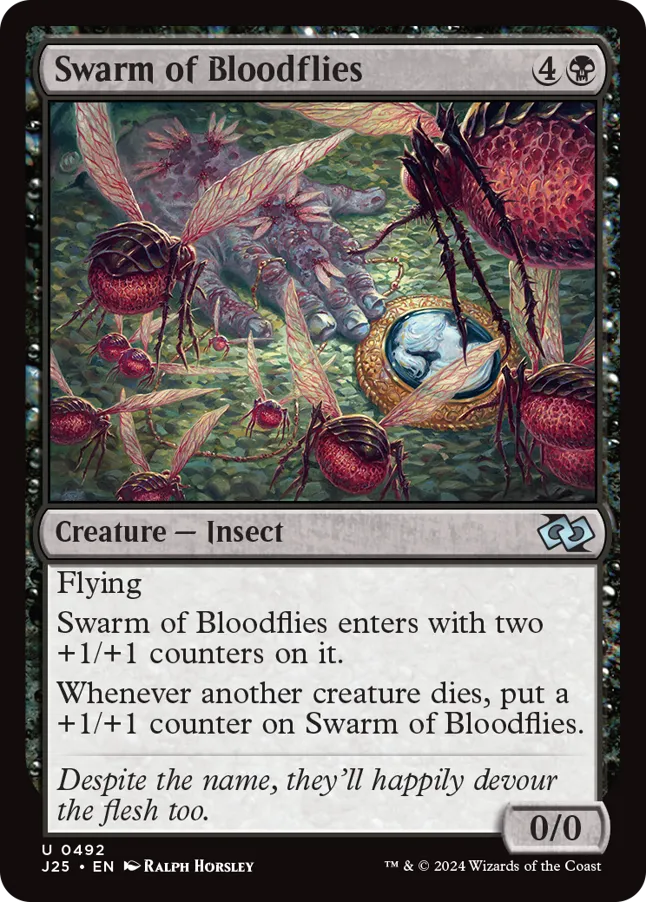 Swarm of Bloodflies 4
Creature — Insect
Flying
Swarm of Bloodflies enters with two
+1/+1 counters on it.
Whenever another creature dies, put a
+1/+1 counter on Swarm of Bloodflies.
Despite the name, they'll happily devour
the flesh too.
0/0
U 0492
J25 • EN Ralph Horsley
™ & © 2024 Wizards of the Coast